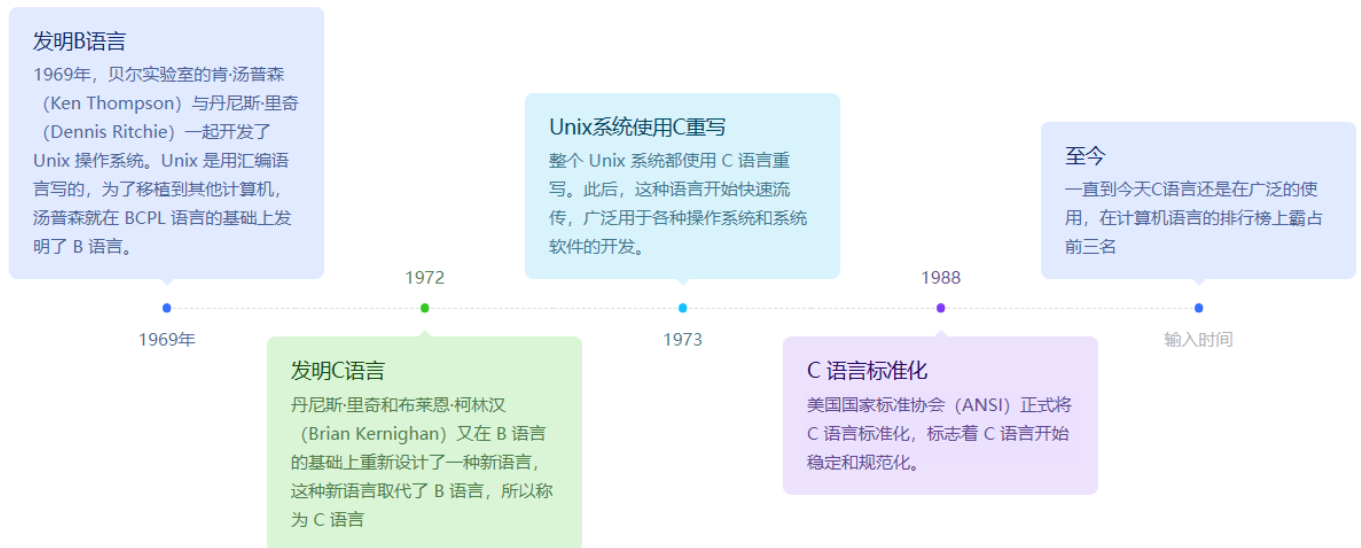 发明B语言
1969年，贝尔实验室的肯·汤普森
（Ken Thompson）与丹尼斯·里奇
（Dennis Ritchie）一起开发了
Unix 操作系统。Unix 是用汇编语
言写的，为了移植到其他计算机，
汤普森就在 BCPL 语言的基础上发
明了 B 语言。
1969年
1972
发明C语言
丹尼斯·里奇和布莱恩·柯林汉
（Brian Kernighan）又在 B 语言
的基础上重新设计了一种新语言，
这种新语言取代了 B 语言，所以称
为 C 语言
Unix系统使用C重写
整个 Unix 系统都使用 C 语言重
写。此后，这种语言开始快速流
传，广泛用于各种操作系统和系统
软件的开发。
1973
1988
C 语言标准化
美国国家标准协会（ANSI）正式将
C 语言标准化，标志着 C 语言开始
稳定和规范化。
至今
一直到今天C语言还是在广泛的使
用，在计算机语言的排行榜上霸占
前三名
输入时间